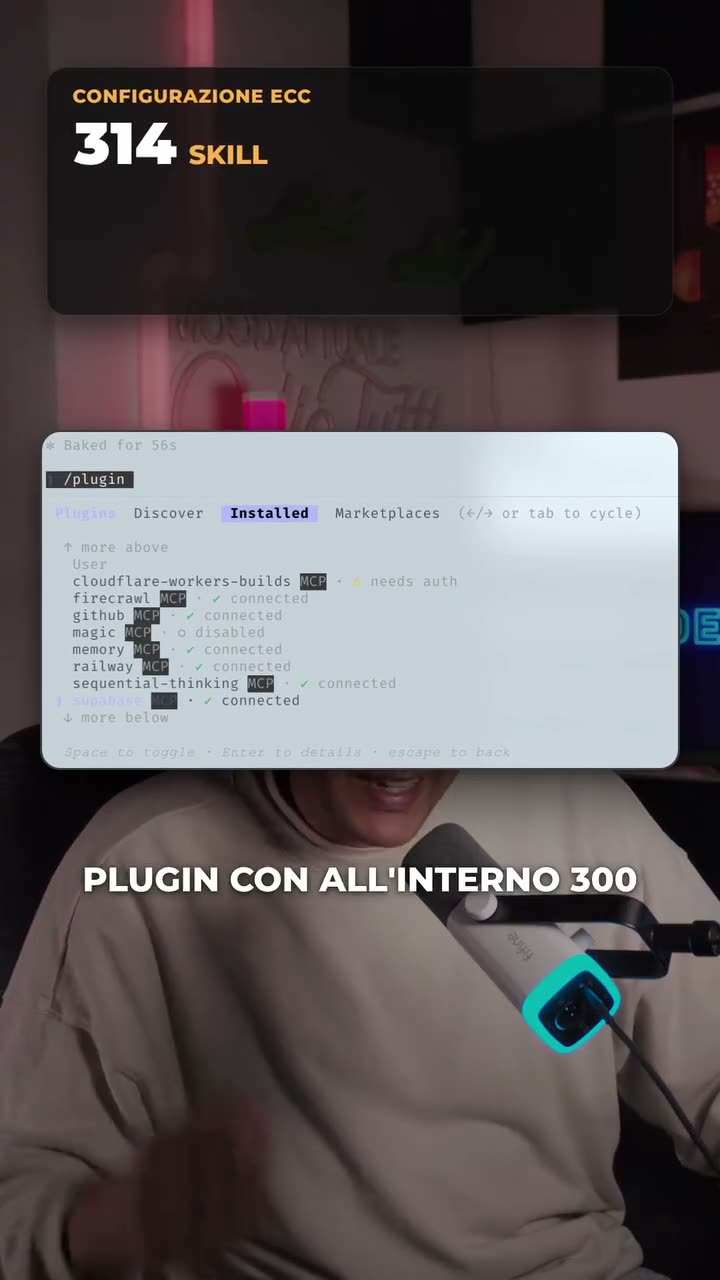 CONFIGURAZIONE ECC
314 SKILL
✻ Baked for 56s
❯ /plugin
Plugins Discover Installed Marketplaces (←/→ or tab to cycle)
↑ more above
User
cloudflare-workers-builds MCP · ⚠ needs auth
firecrawl MCP · ✔ connected
github MCP · ✔ connected
magic MCP · ○ disabled
memory MCP · ✔ connected
railway MCP · ✔ connected
sequential-thinking MCP · ✔ connected
❯ supabase MCP · ✔ connected
↓ more below
Space to toggle · Enter to details · escape to back
PLUGIN CON ALL'INTERNO 300
fifine